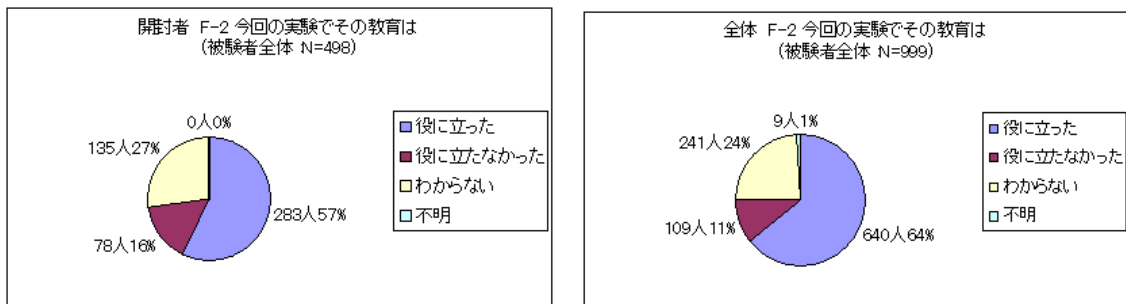 開封者 F-2 今回の実験でその教育は
(被験者全体 N=498)
0人0%
135人27%
78人16%
283人57%
役に立った
役に立たなかった
わからない
不明
全体 F-2 今回の実験でその教育は
(被験者全体 N=999)
9人1%
241人24%
109人11%
640人64%
役に立った
役に立たなかった
わからない
不明